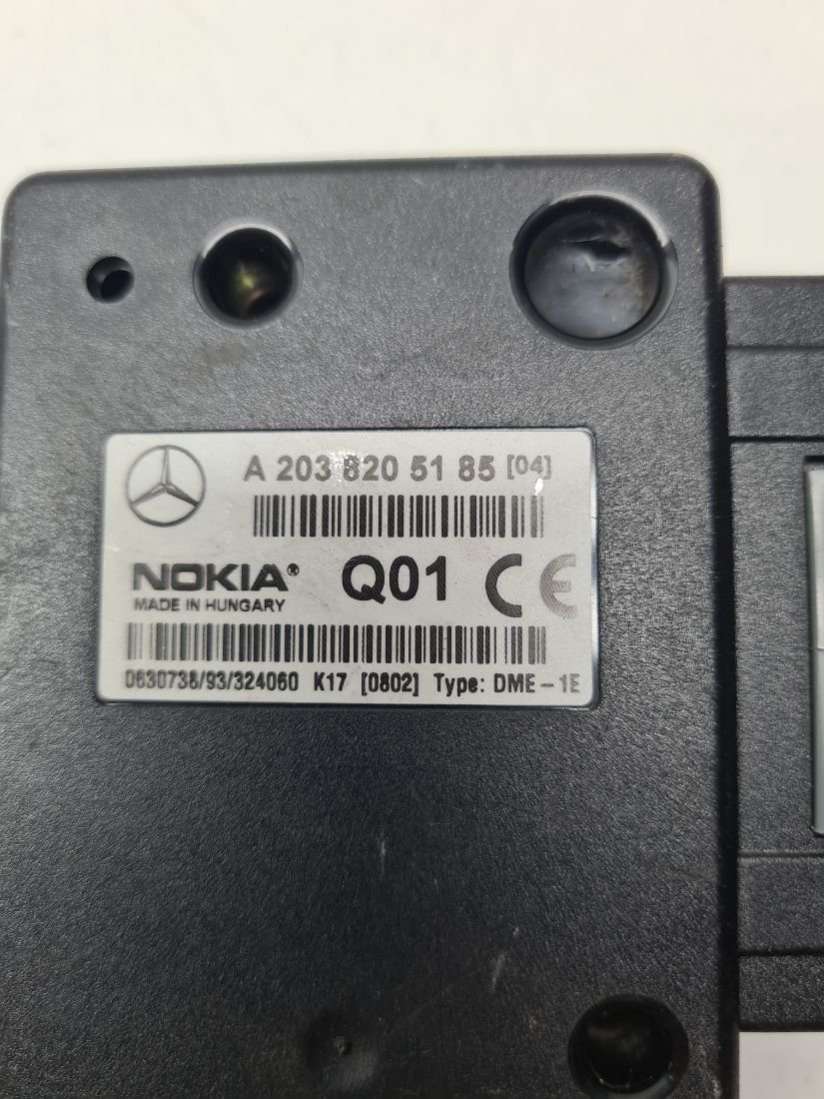 A 203 820 51 85 [04]
NOKIA® Q01 CE
MADE IN HUNGARY
0630738/93/324060 K17 [0802] Type: DME-1E